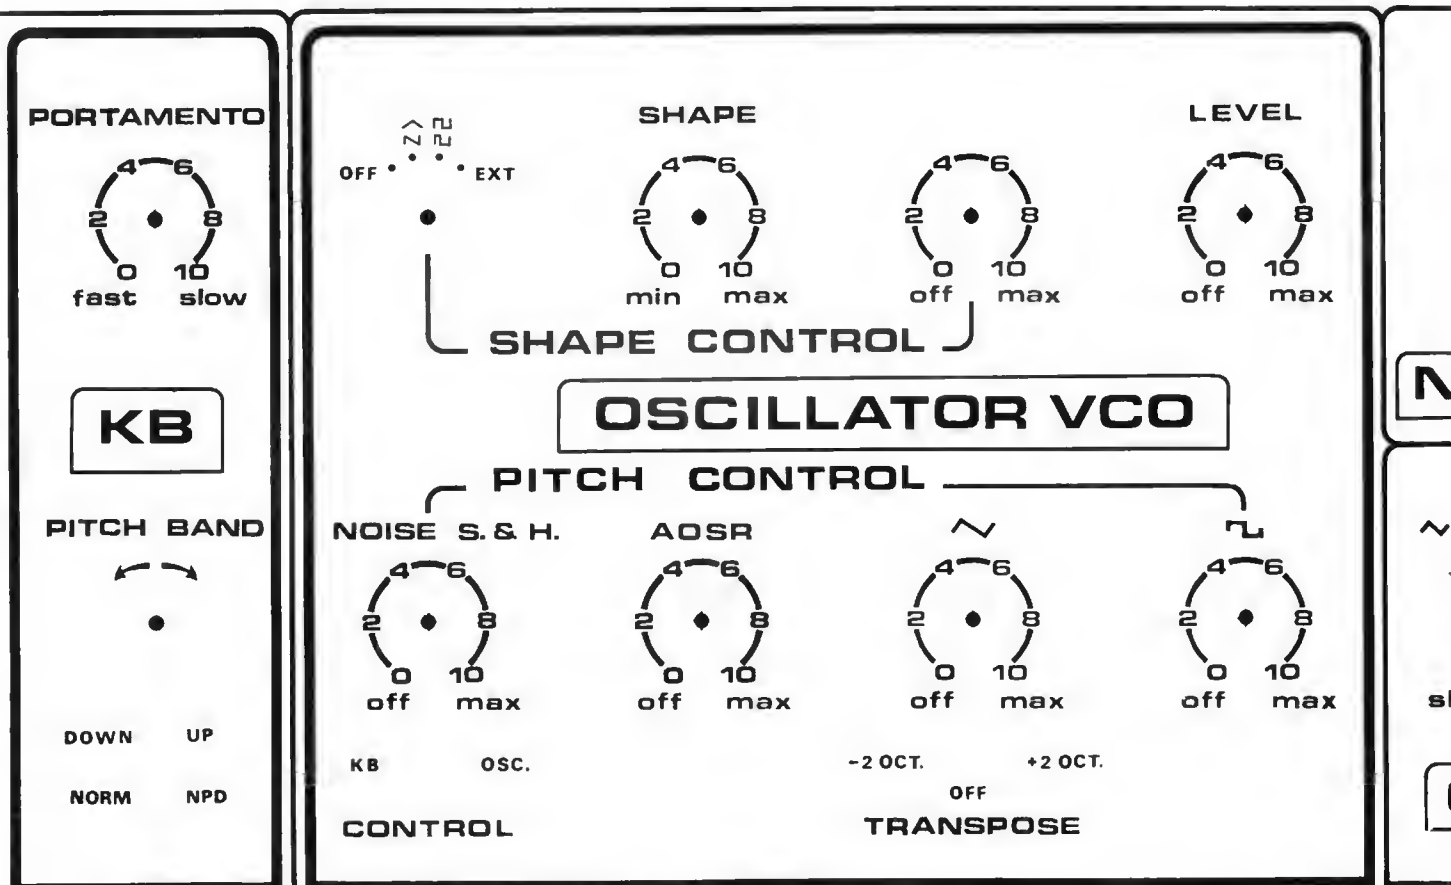 PORTAMENTO
4 6
2 8
0 10
fast slow
KB
PITCH BAND
DOWN UP
NORM NPD
OFF EXT
SHAPE
4 6
2 8
0 10
min max
4 6
2 8
0 10
off max
LEVEL
4 6
2 8
0 10
off max
SHAPE CONTROL
OSCILLATOR VCO
PITCH CONTROL
NOISE S. & H.
4 6
2 8
0 10
off max
AOSR
4 6
2 8
0 10
off max
4 6
2 8
0 10
off max
4 6
2 8
0 10
off max
KB OSC.
CONTROL
-2 OCT. +2 OCT.
OFF
TRANSPOSE